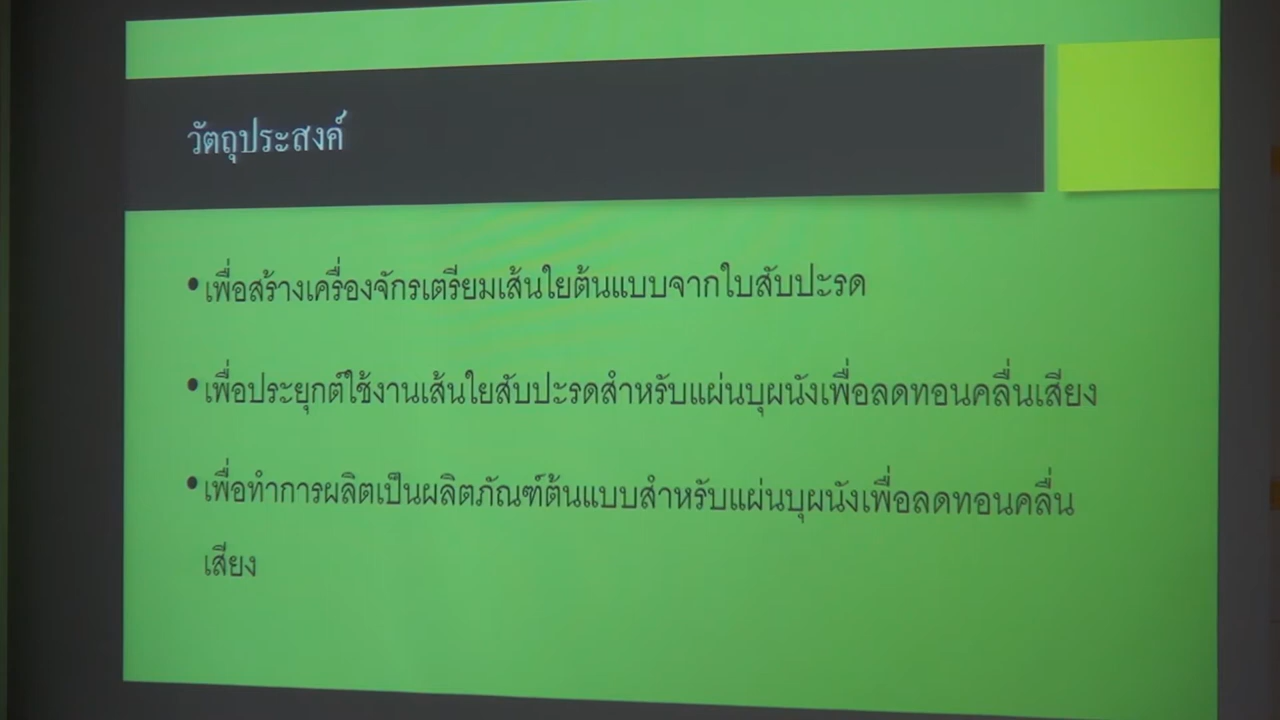 วัตถุประสงค์
•เพื่อสร้างเครื่องจักรเตรียมเส้นใยต้นแบบจากใบสับปะรด
•เพื่อประยุกต์ใช้งานเส้นใยสับปะรดสำหรับแผ่นบุผนังเพื่อลดทอนคลื่นเสียง
•เพื่อทำการผลิตเป็นผลิตภัณฑ์ต้นแบบสำหรับแผ่นบุผนังเพื่อลดทอนคลื่น
เสียง